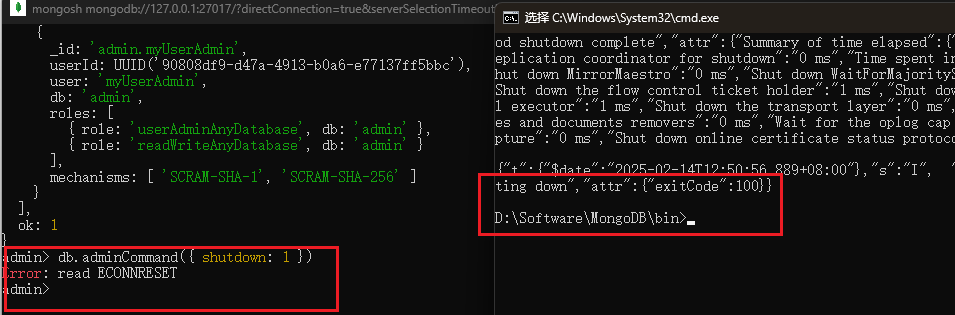 mongosh mongodb://127.0.0.1:27017/?directConnection=true&serverSelectionTimeout
{
_id: 'admin.myUserAdmin',
userId: UUID('90808df9-d47a-4913-b0a6-e77137ff5bbc'),
user: 'myUserAdmin',
db: 'admin',
roles: [
{ role: 'userAdminAnyDatabase', db: 'admin' },
{ role: 'readWriteAnyDatabase', db: 'admin' }
],
mechanisms: [ 'SCRAM-SHA-1', 'SCRAM-SHA-256' ]
}
],
ok: 1
}
admin> db.adminCommand({ shutdown: 1 })
Error: read ECONNRESET
admin>
选择 C:\Windows\System32\cmd.exe
od shutdown complete","attr":{"Summary of time elapsed":{"
eplication coordinator for shutdown":"0 ms","Time spent in
hut down MirrorMaestro":"0 ms","Shut down WaitForMajorityS
Shut down the flow control ticket holder":"1 ms","Shut dow
l executor":"1 ms","Shut down the transport layer":"0 ms",
es and documents removers":"0 ms","Wait for the oplog cap
pture":"0 ms","Shut down online certificate status protoco
{"t":{"$date":"2025-02-14T12:50:56.889+08:00"},"s":"I",
ting down","attr":{"exitCode":100}}
D:\Software\MongoDB\bin>